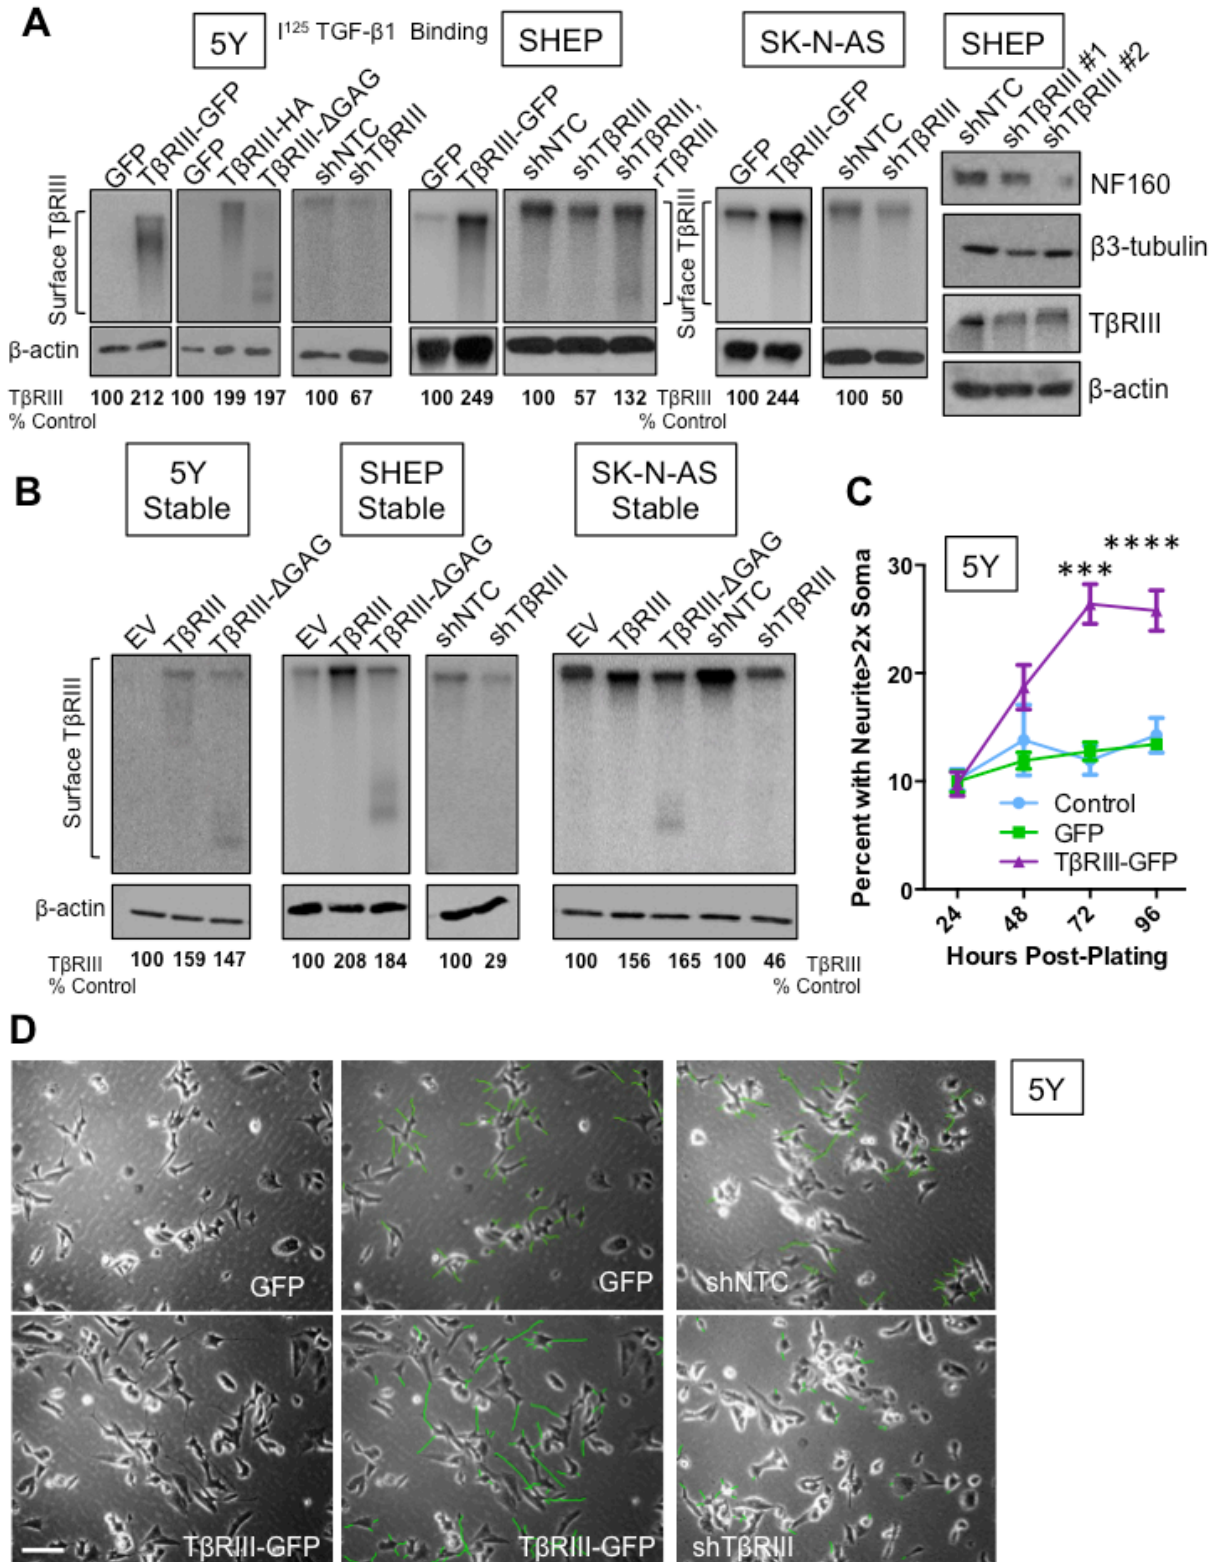 A
5Y
I125 TGF-β1 Binding
SHEP
SK-N-AS
SHEP
GFP
TβRIII-GFP
GFP
TβRIII-HA
TβRIII-ΔGAG
shNTC
shTβRIII
GFP
TβRIII-GFP
shNTC
shTβRIII
shTβRIII,
rTβRIII
GFP
TβRIII-GFP
shNTC
shTβRIII
shNTC
shTβRIII #1
shTβRIII #2
Surface TβRIII
Surface TβRIII
NF160
β3-tubulin
TβRIII
β-actin
β-actin
TβRIII
% Control
100 212 100 199 197 100 67 100 249 100 57 132
TβRIII
% Control
100 244 100 50
B
5Y
Stable
SHEP
Stable
SK-N-AS
Stable
EV
TβRIII
TβRIII-ΔGAG
EV
TβRIII
TβRIII-ΔGAG
shNTC
shTβRIII
EV
TβRIII
TβRIII-ΔGAG
shNTC
shTβRIII
Surface TβRIII
β-actin
TβRIII
% Control
100 159 147 100 208 184 100 29 100 156 165 100 46
TβRIII
% Control
C
5Y
***
****
Percent with Neurite>2x Soma
30
20
10
0
Control
GFP
TβRIII-GFP
24 48 72 96
Hours Post-Plating
D
5Y
GFP
GFP
shNTC
TβRIII-GFP
TβRIII-GFP
shTβRIII